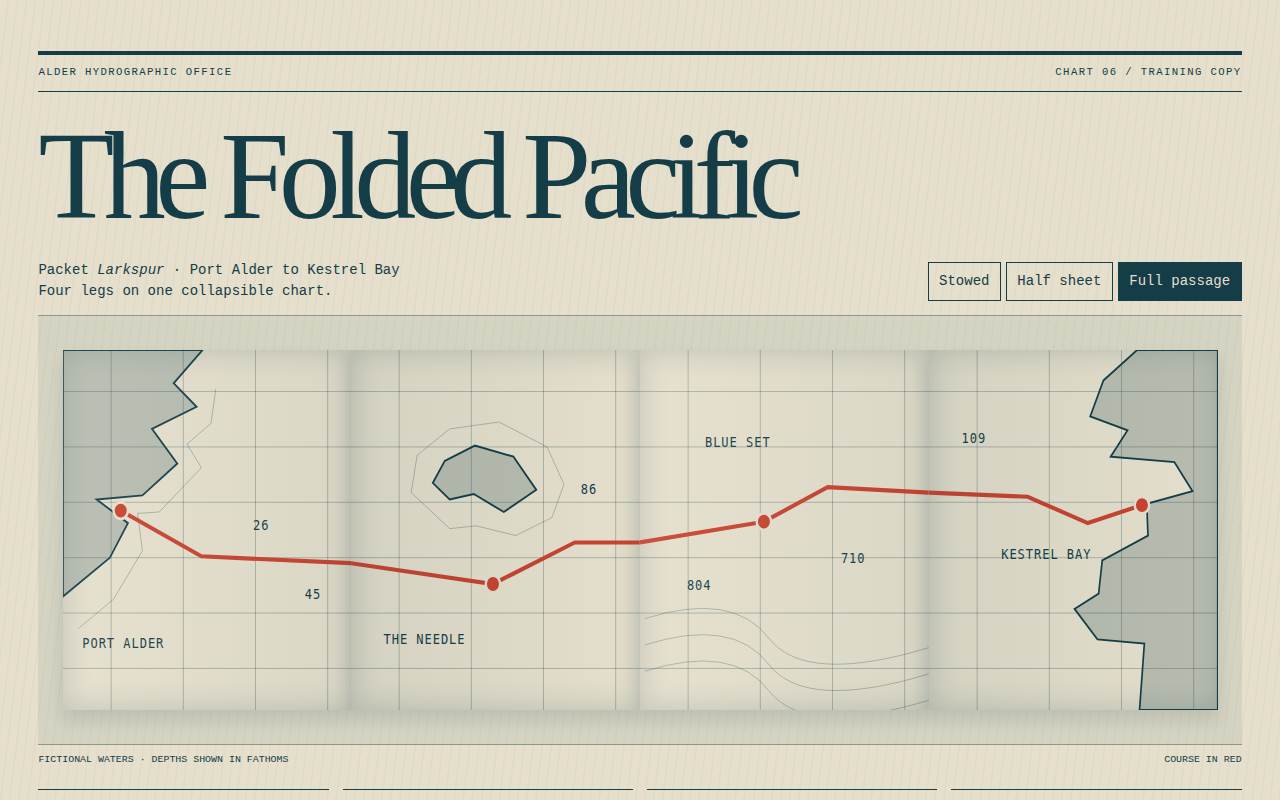 ALDER HYDROGRAPHIC OFFICE
CHART 06 / TRAINING COPY
The Folded Pacific
Packet Larkspur · Port Alder to Kestrel Bay
Four legs on one collapsible chart.
Stowed
Half sheet
Full passage
BLUE SET
109
86
26
710
KESTREL BAY
804
45
THE NEEDLE
PORT ALDER
FICTIONAL WATERS · DEPTHS SHOWN IN FATHOMS
COURSE IN RED